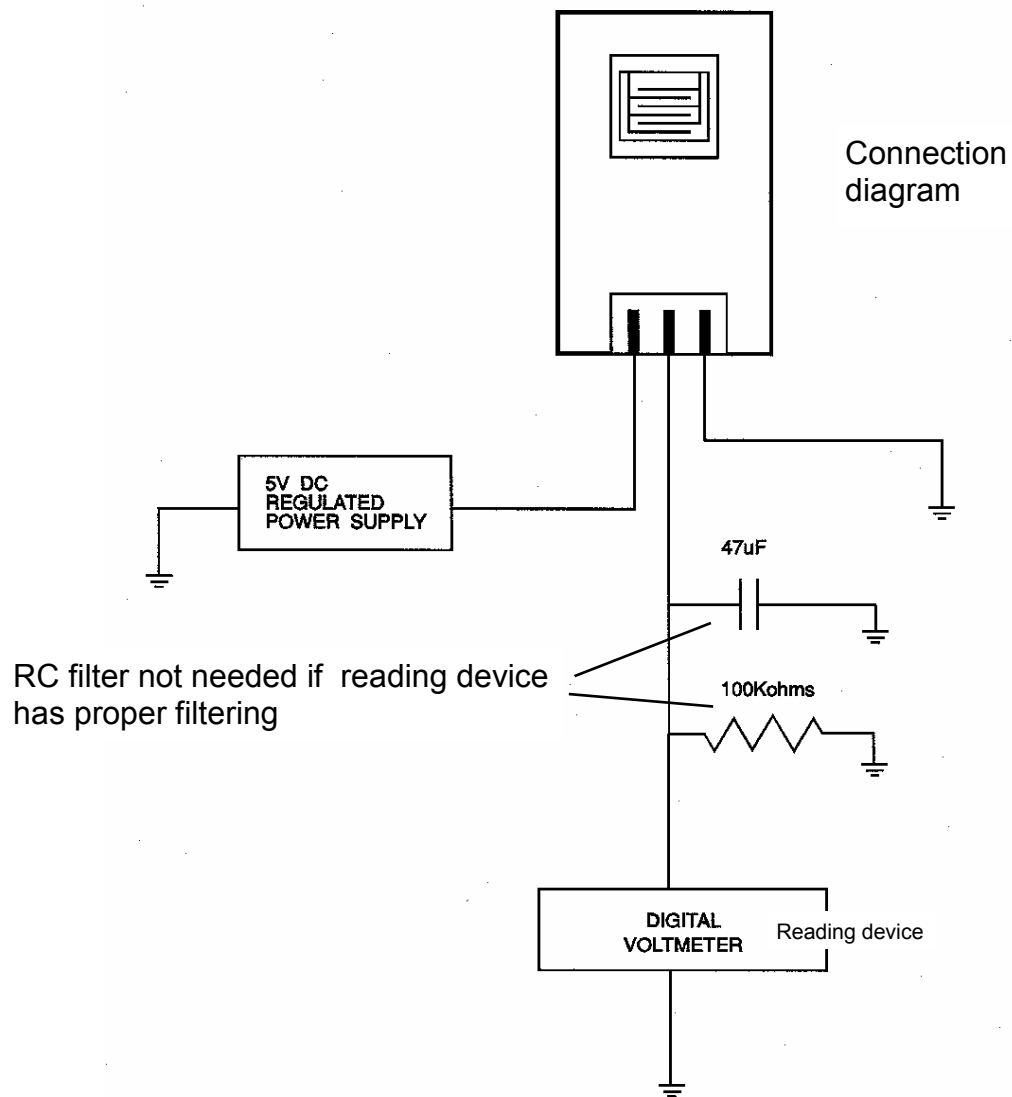 Connection
diagram
5V DC
REGULATED
POWER SUPPLY
47uF
RC filter not needed if reading device
has proper filtering
100Kohms
DIGITAL
VOLTMETER
Reading device